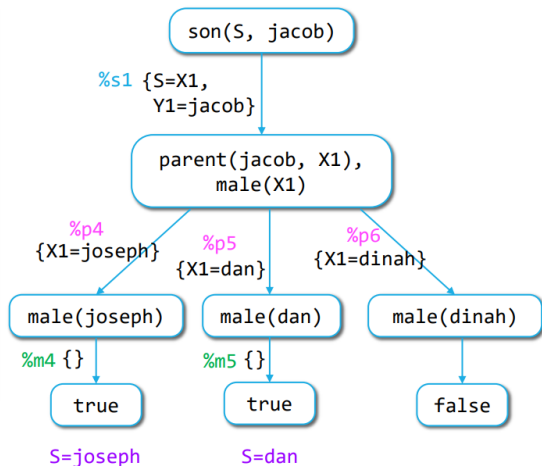 son(S, jacob)
%s1 {S=X1,
Y1=jacob}
parent(jacob, X1),
male(X1)
%p4
{X1=joseph}
%p5
{X1=dan}
%p6
{X1=dinah}
male(joseph)
male(dan)
male(dinah)
%m4 {}
%m5 {}
true
true
false
S=joseph
S=dan